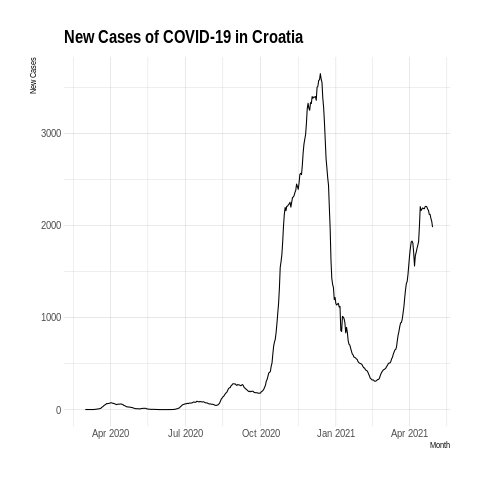 New Cases of COVID-19 in Croatia
New Cases
3000
2000
1000
0
Apr 2020 Jul 2020 Oct 2020 Jan 2021 Apr 2021
Month